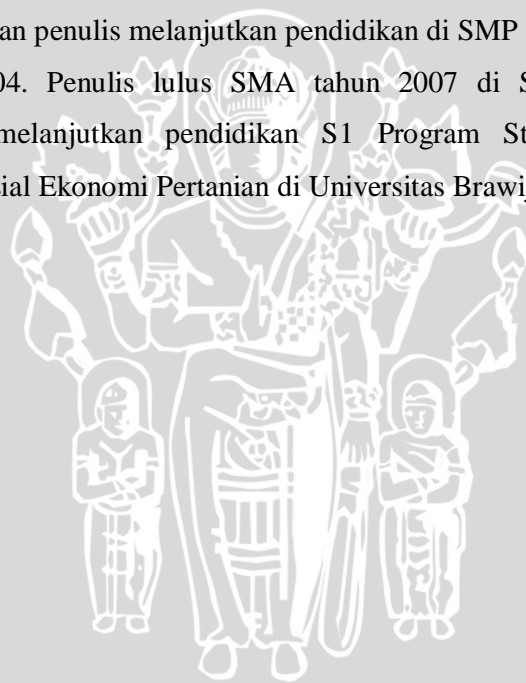 an penulis melanjutkan pendidikan di SMP
04. Penulis lulus SMA tahun 2007 di S
melanjutkan pendidikan S1 Program St
ial Ekonomi Pertanian di Universitas Brawij